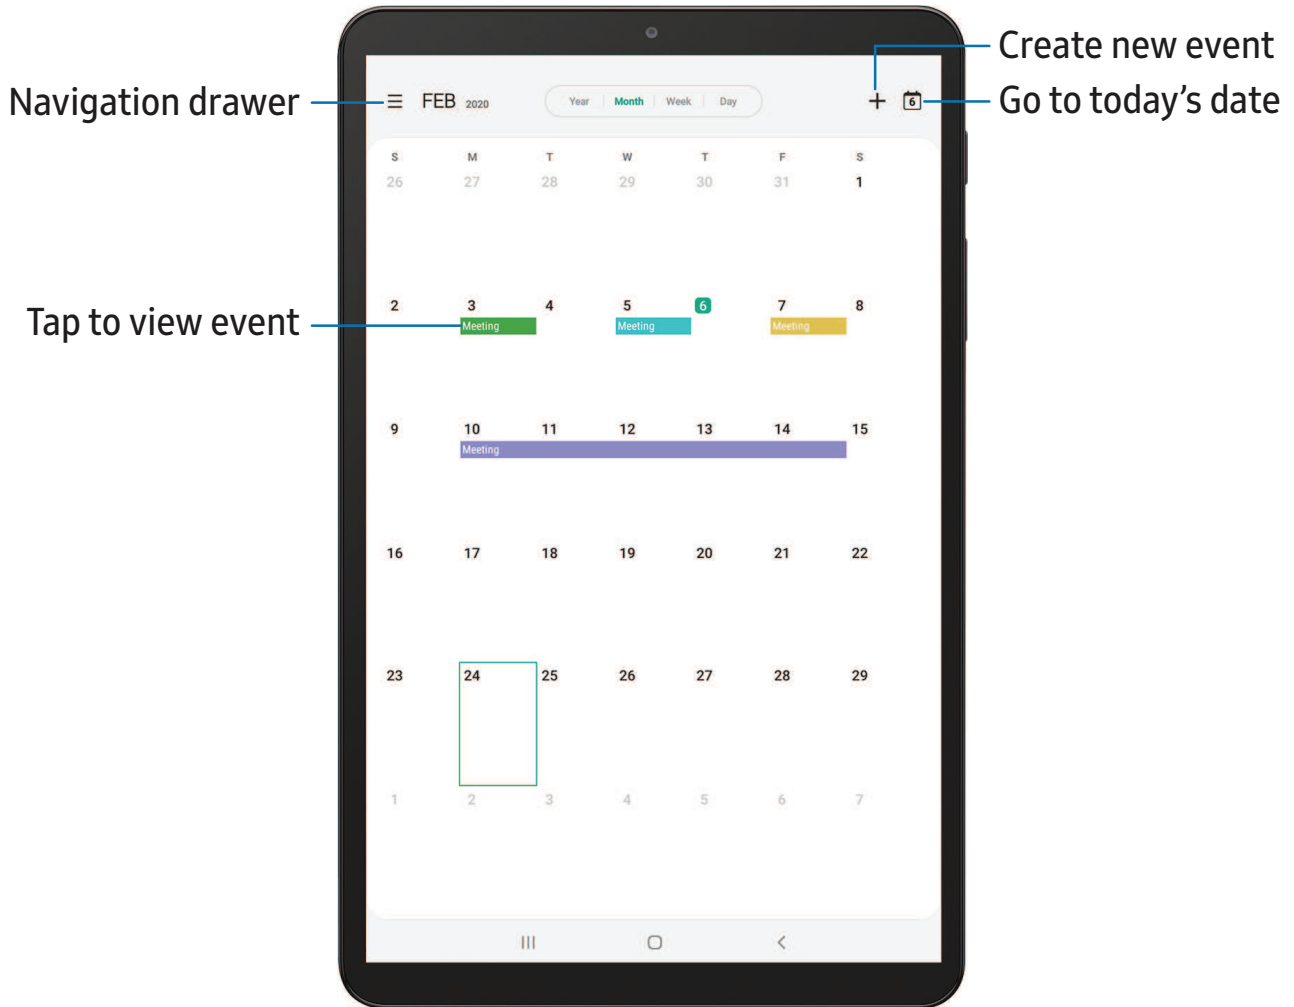 Create new event
Navigation drawer
FEB 2020
Year Month Week Day
6
Go to today’s date
S M T W T F S
26 27 28 29 30 31 1
2 3 4 5 6 7 8
Tap to view event
Meeting Meeting Meeting
9 10 11 12 13 14 15
Meeting
16 17 18 19 20 21 22
23 24 25 26 27 28 29
1 2 3 4 5 6 7